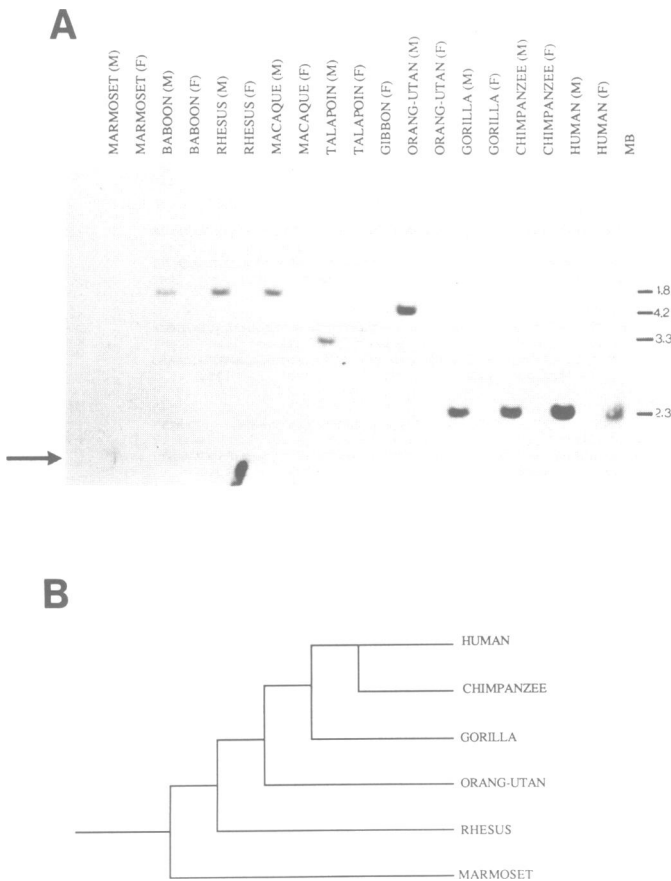 A
MARMOSET (M)
MARMOSET (F)
BABOON (M)
BABOON (F)
RHESUS (M)
RHESUS (F)
MACAQUE (M)
MACAQUE (F)
TALAPOIN (M)
TALAPOIN (F)
GIBBON (F)
ORANG-UTAN (M)
ORANG-UTAN (F)
GORILLA (M)
GORILLA (F)
CHIMPANZEE (M)
CHIMPANZEE (F)
HUMAN (M)
HUMAN (F)
MB
4.2
3.3
2.3
B
HUMAN
CHIMPANZEE
GORILLA
ORANG-UTAN
RHESUS
MARMOSET